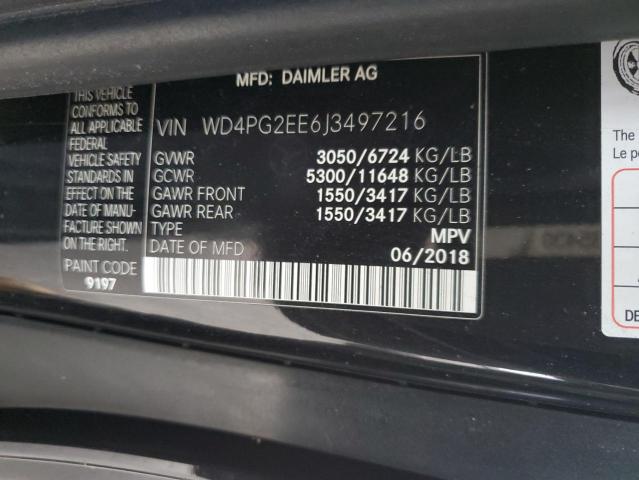 MFD: DAIMLER AG
THIS VEHICLE
CONFORMS TO
ALL APPLICABLE
FEDERAL
VEHICLE SAFETY
STANDARDS IN
EFFECT ON THE
DATE OF MANU-
FACTURE SHOWN
ON THE RIGHT.
PAINT CODE
9197
VIN WD4PG2EE6J3497216
GVWR 3050/6724 KG/LB
GCWR 5300/11648 KG/LB
GAWR FRONT 1550/3417 KG/LB
GAWR REAR 1550/3417 KG/LB
TYPE MPV
DATE OF MFD 06/2018
The
Le po
DE